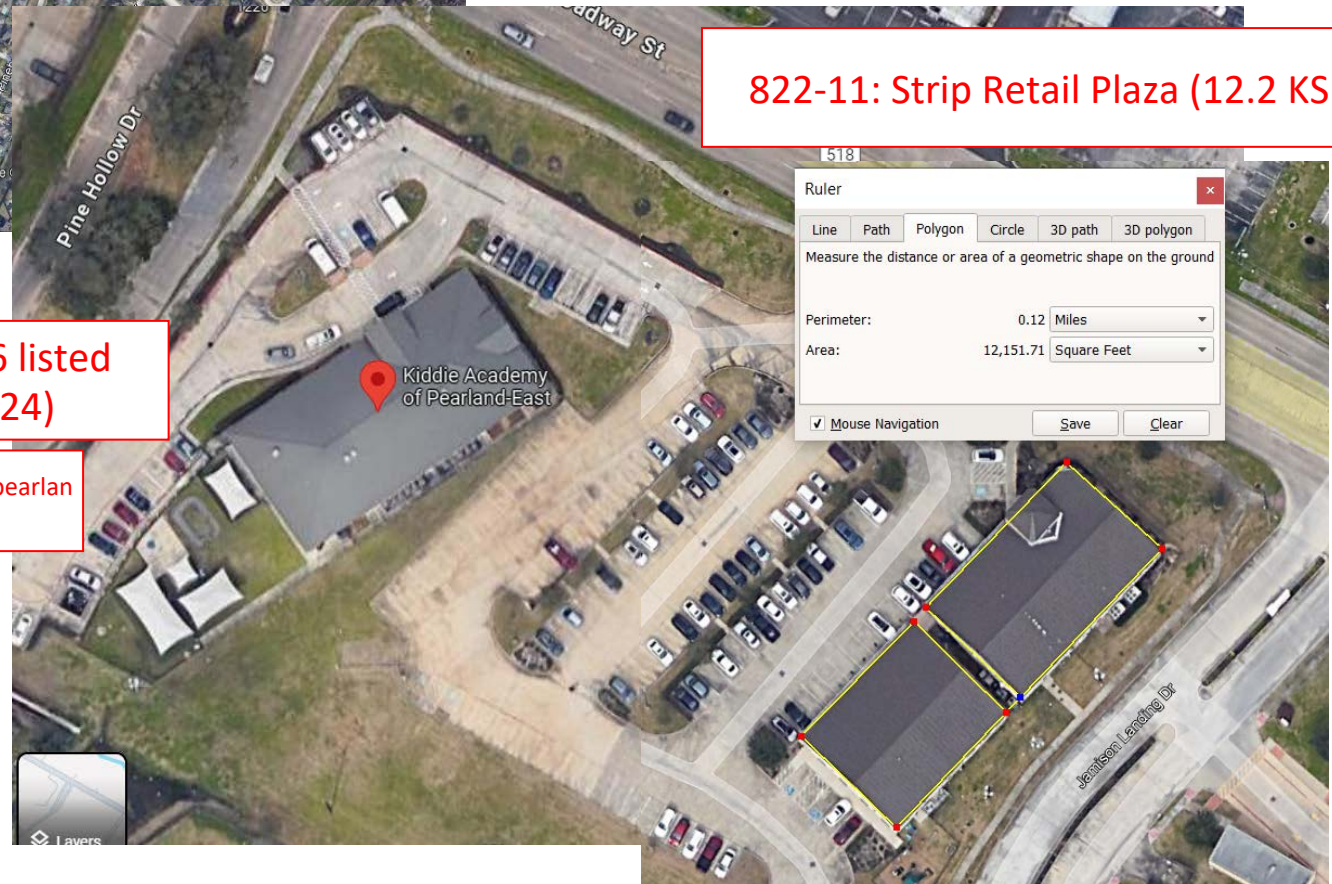 1220
oadway St
822-11: Strip Retail Plaza (12.2 KS
Pine Hollow Dr
518
Ruler
Line Path Polygon Circle 3D path 3D polygon
Measure the distance or area of a geometric shape on the ground
Perimeter: 0.12 Miles
Area: 12,151.71 Square Feet
✓ Mouse Navigation Save Clear
6 listed
24)
Kiddie Academy
of Pearland-East
pearlan
Jamison Landing Dr
Layers